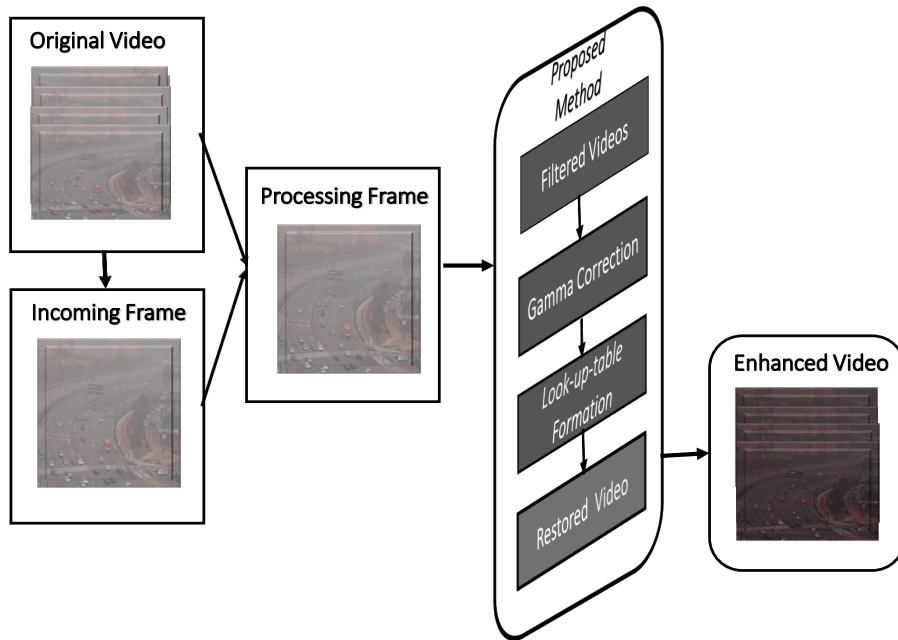 Original Video
Incoming Frame
Processing Frame
Proposed
Method
Filtered Videos
Gamma Correction
Look-up-table
Formation
Restored Video
Enhanced Video